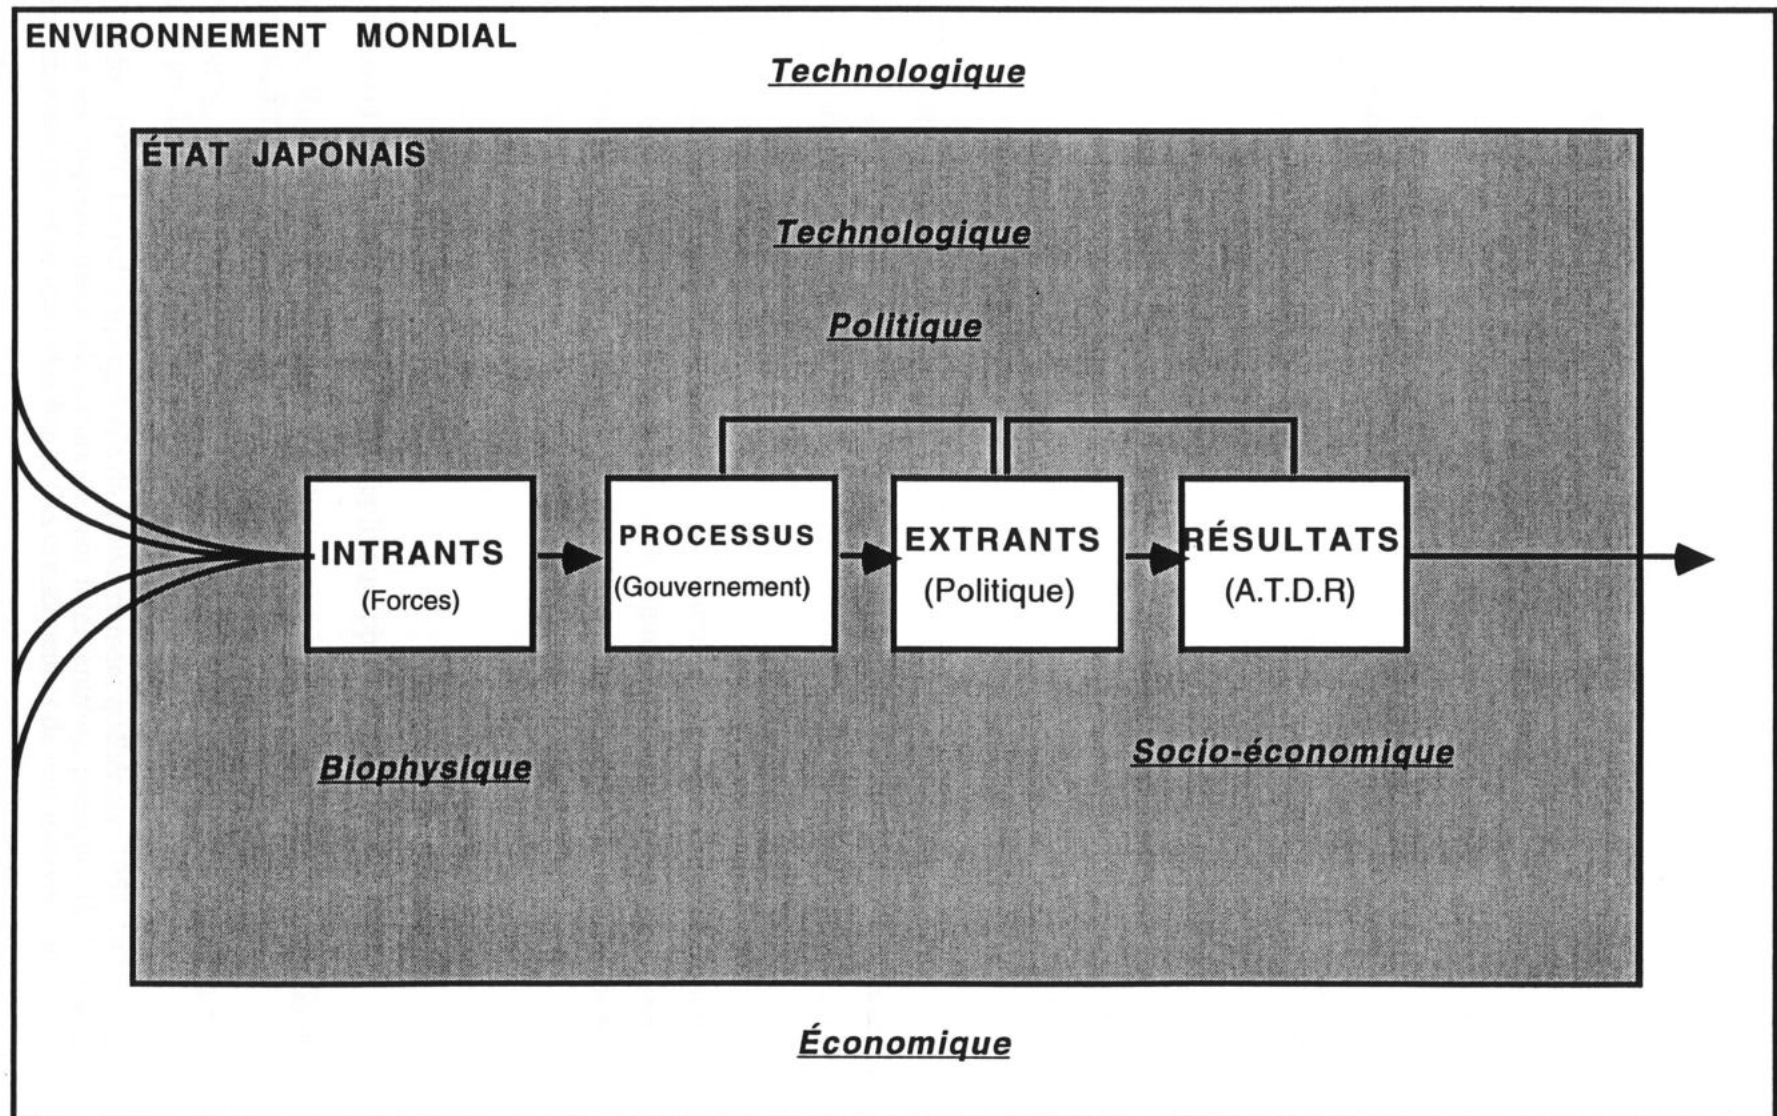 ENVIRONNEMENT MONDIAL
Technologique
ÉTAT JAPONAIS
Technologique
Politique
INTRANTS
(Forces)
PROCESSUS
(Gouvernement)
EXTRANTS
(Politique)
RÉSULTATS
(A.T.D.R)
Biophysique
Socio-économique
Économique